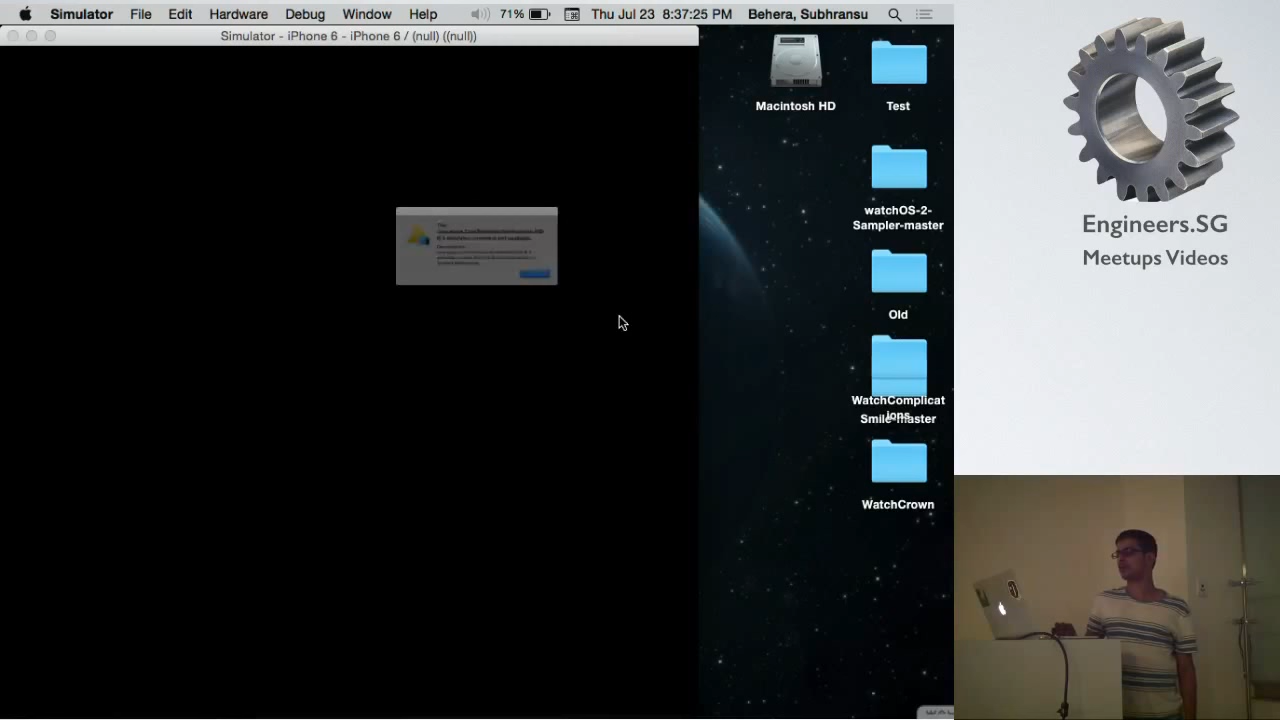 Simulator File Edit Hardware Debug Window Help 71% Thu Jul 23 8:37:25 PM Behera, Subhransu
Simulator - iPhone 6 - iPhone 6 / (null) ((null))
Macintosh HD
Test
watchOS-2-
Sampler-master
Old
WatchComplicat
ions
Smile-master
WatchCrown
Engineers.SG
Meetups Videos